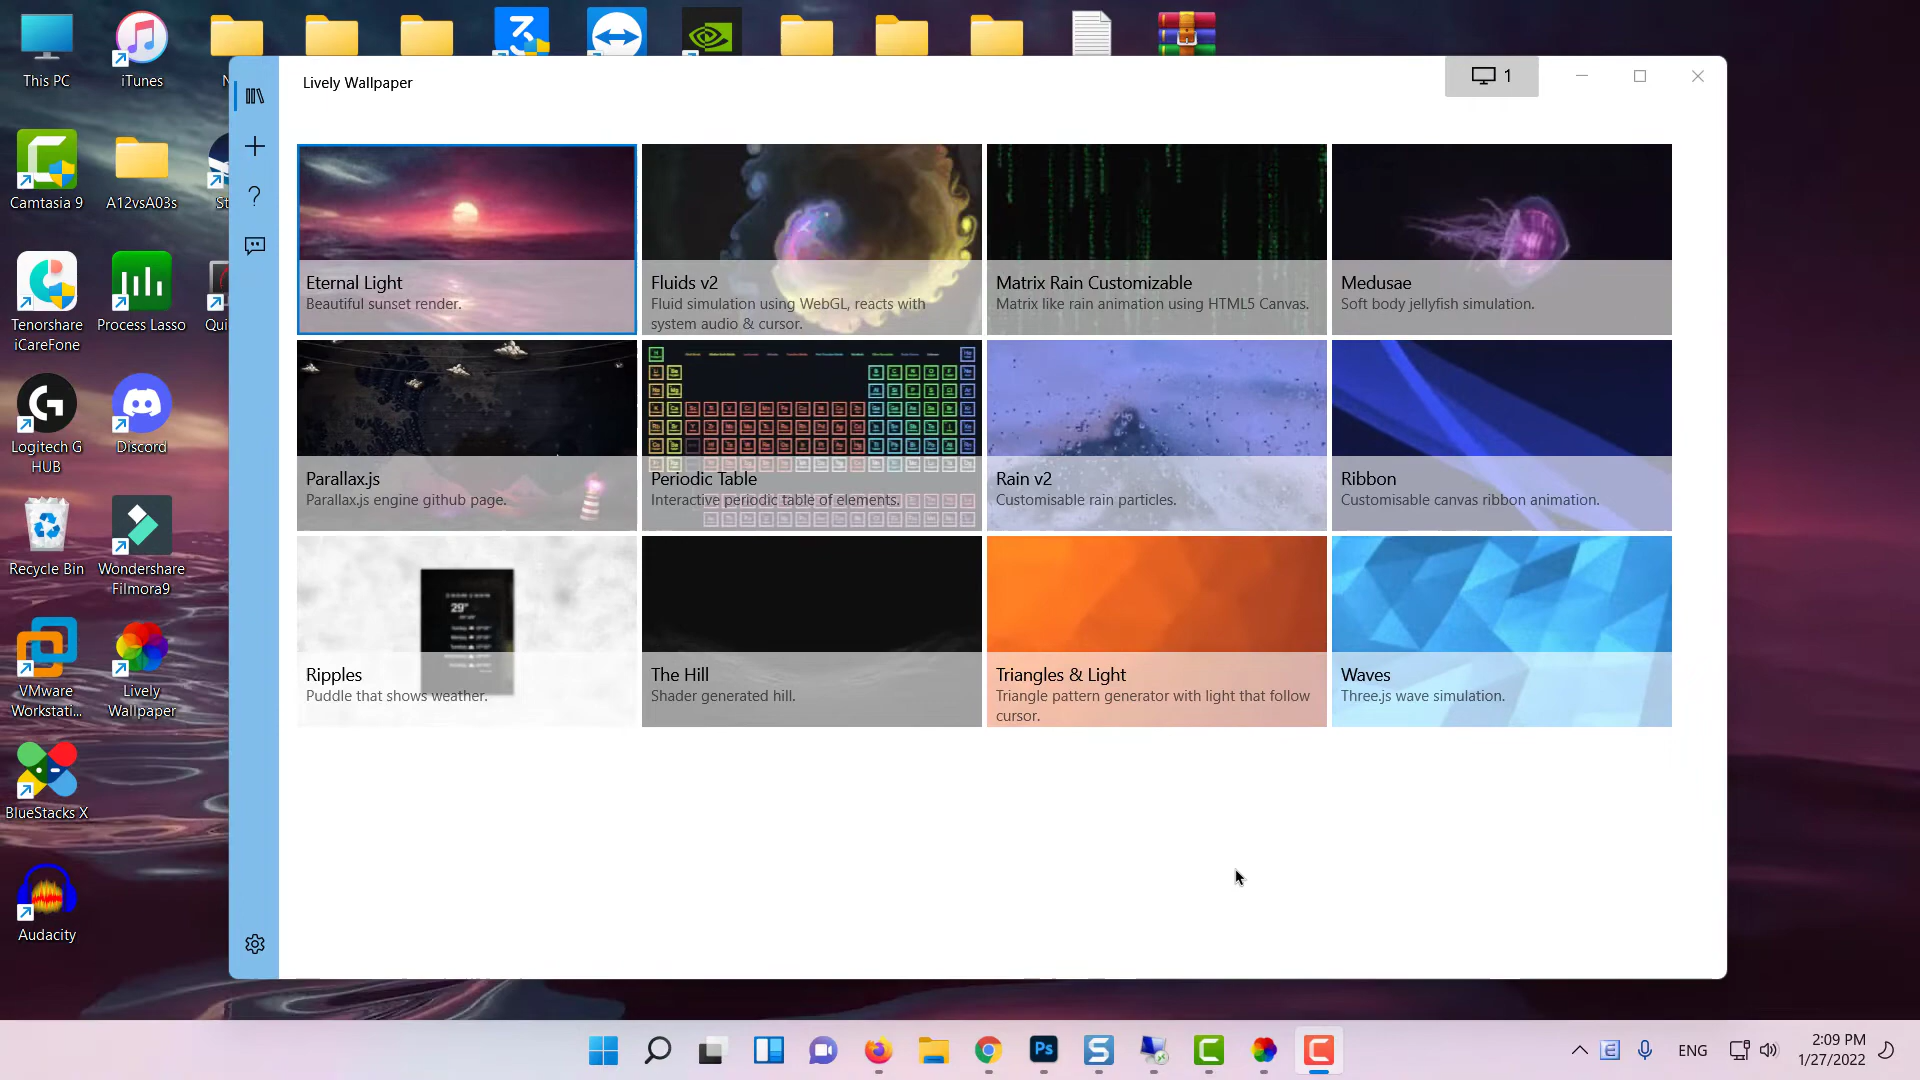 This PC
iTunes
N
Camtasia 9
A12vsA03s
St
Tenorshare
iCareFone
Process Lasso
Qui
Logitech G
HUB
Discord
Recycle Bin
Wondershare
Filmora9
VMware
Workstati...
Lively
Wallpaper
BlueStacks X
Audacity
Lively Wallpaper
1
Eternal Light
Beautiful sunset render.
Fluids v2
Fluid simulation using WebGL, reacts with
system audio & cursor.
Matrix Rain Customizable
Matrix like rain animation using HTML5 Canvas.
Medusae
Soft body jellyfish simulation.
Parallax.js
Parallax.js engine github page.
Periodic Table
Interactive periodic table of elements.
Rain v2
Customisable rain particles.
Ribbon
Customisable canvas ribbon animation.
Ripples
Puddle that shows weather.
29°
The Hill
Shader generated hill.
Triangles & Light
Triangle pattern generator with light that follow
cursor.
Waves
Three.js wave simulation.
Ps
S
ENG
2:09 PM
1/27/2022